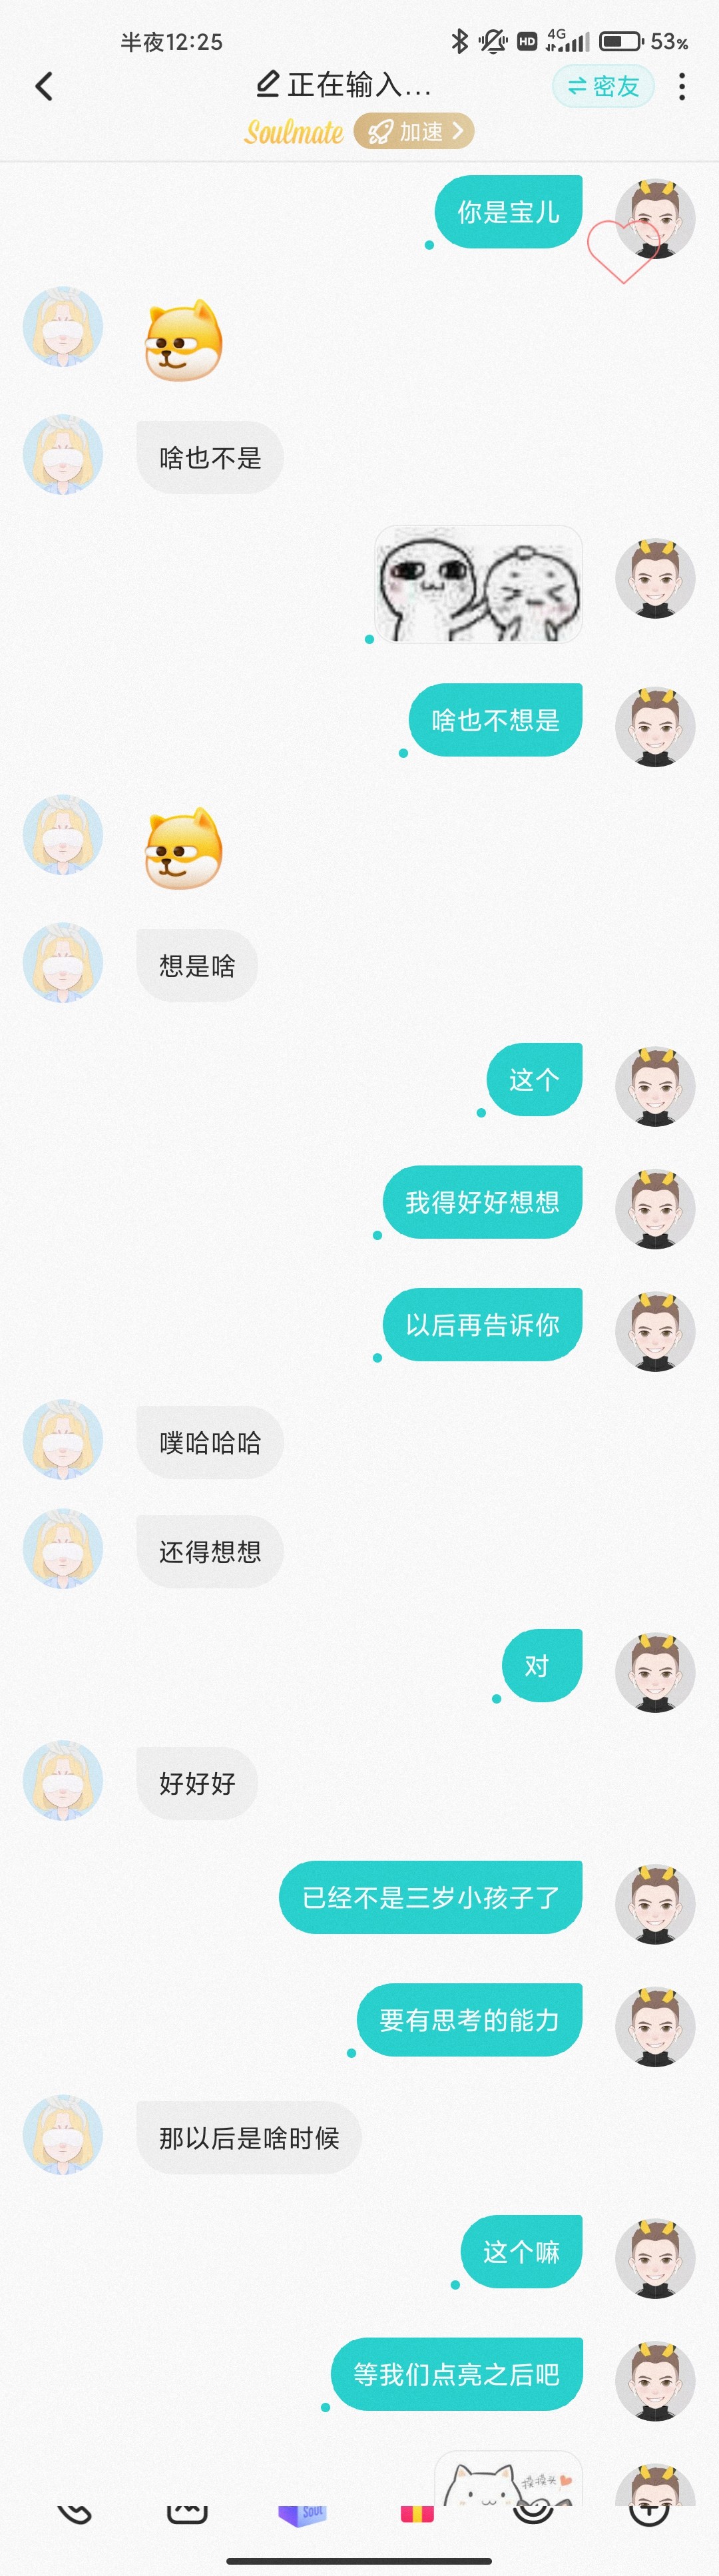 半夜12:25
HD
4G
53%
正在输入...
密友
Soulmate
加速
你是宝儿
啥也不是
啥也不想是
想是啥
这个
我得好好想想
以后再告诉你
噗哈哈哈
还得想想
对
好好好
已经不是三岁小孩子了
要有思考的能力
那以后是啥时候
这个嘛
等我们点亮之后吧
摸摸头
Soul